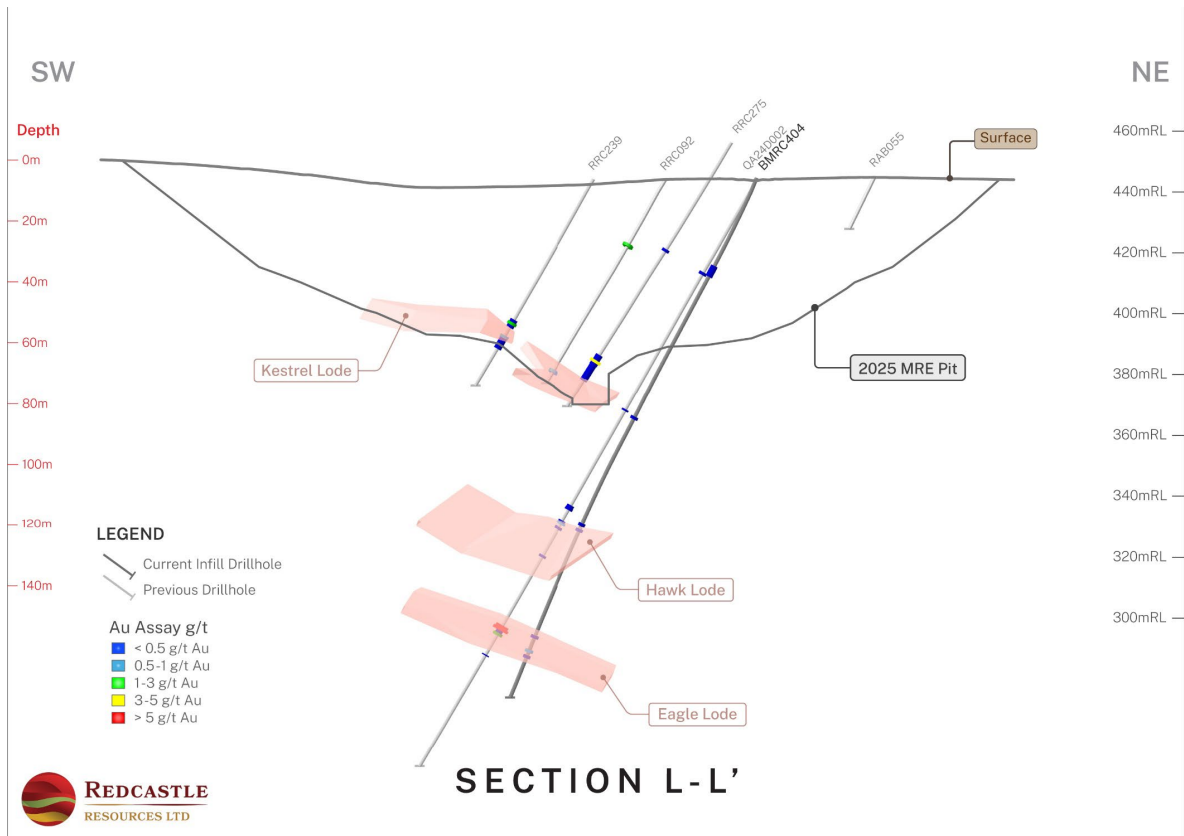 SW
NE
Depth
0m
20m
40m
60m
80m
100m
120m
140m
460mRL
440mRL
420mRL
400mRL
380mRL
360mRL
340mRL
320mRL
300mRL
RRC239
RRC092
RRC275
QA24D002
BMRC404
RAB055
Surface
2025 MRE Pit
Kestrel Lode
Hawk Lode
Eagle Lode
LEGEND
Current Infill Drillhole
Previous Drillhole
Au Assay g/t
< 0.5 g/t Au
0.5-1 g/t Au
1-3 g/t Au
3-5 g/t Au
> 5 g/t Au
REDCASTLE
RESOURCES LTD
SECTION L-L’